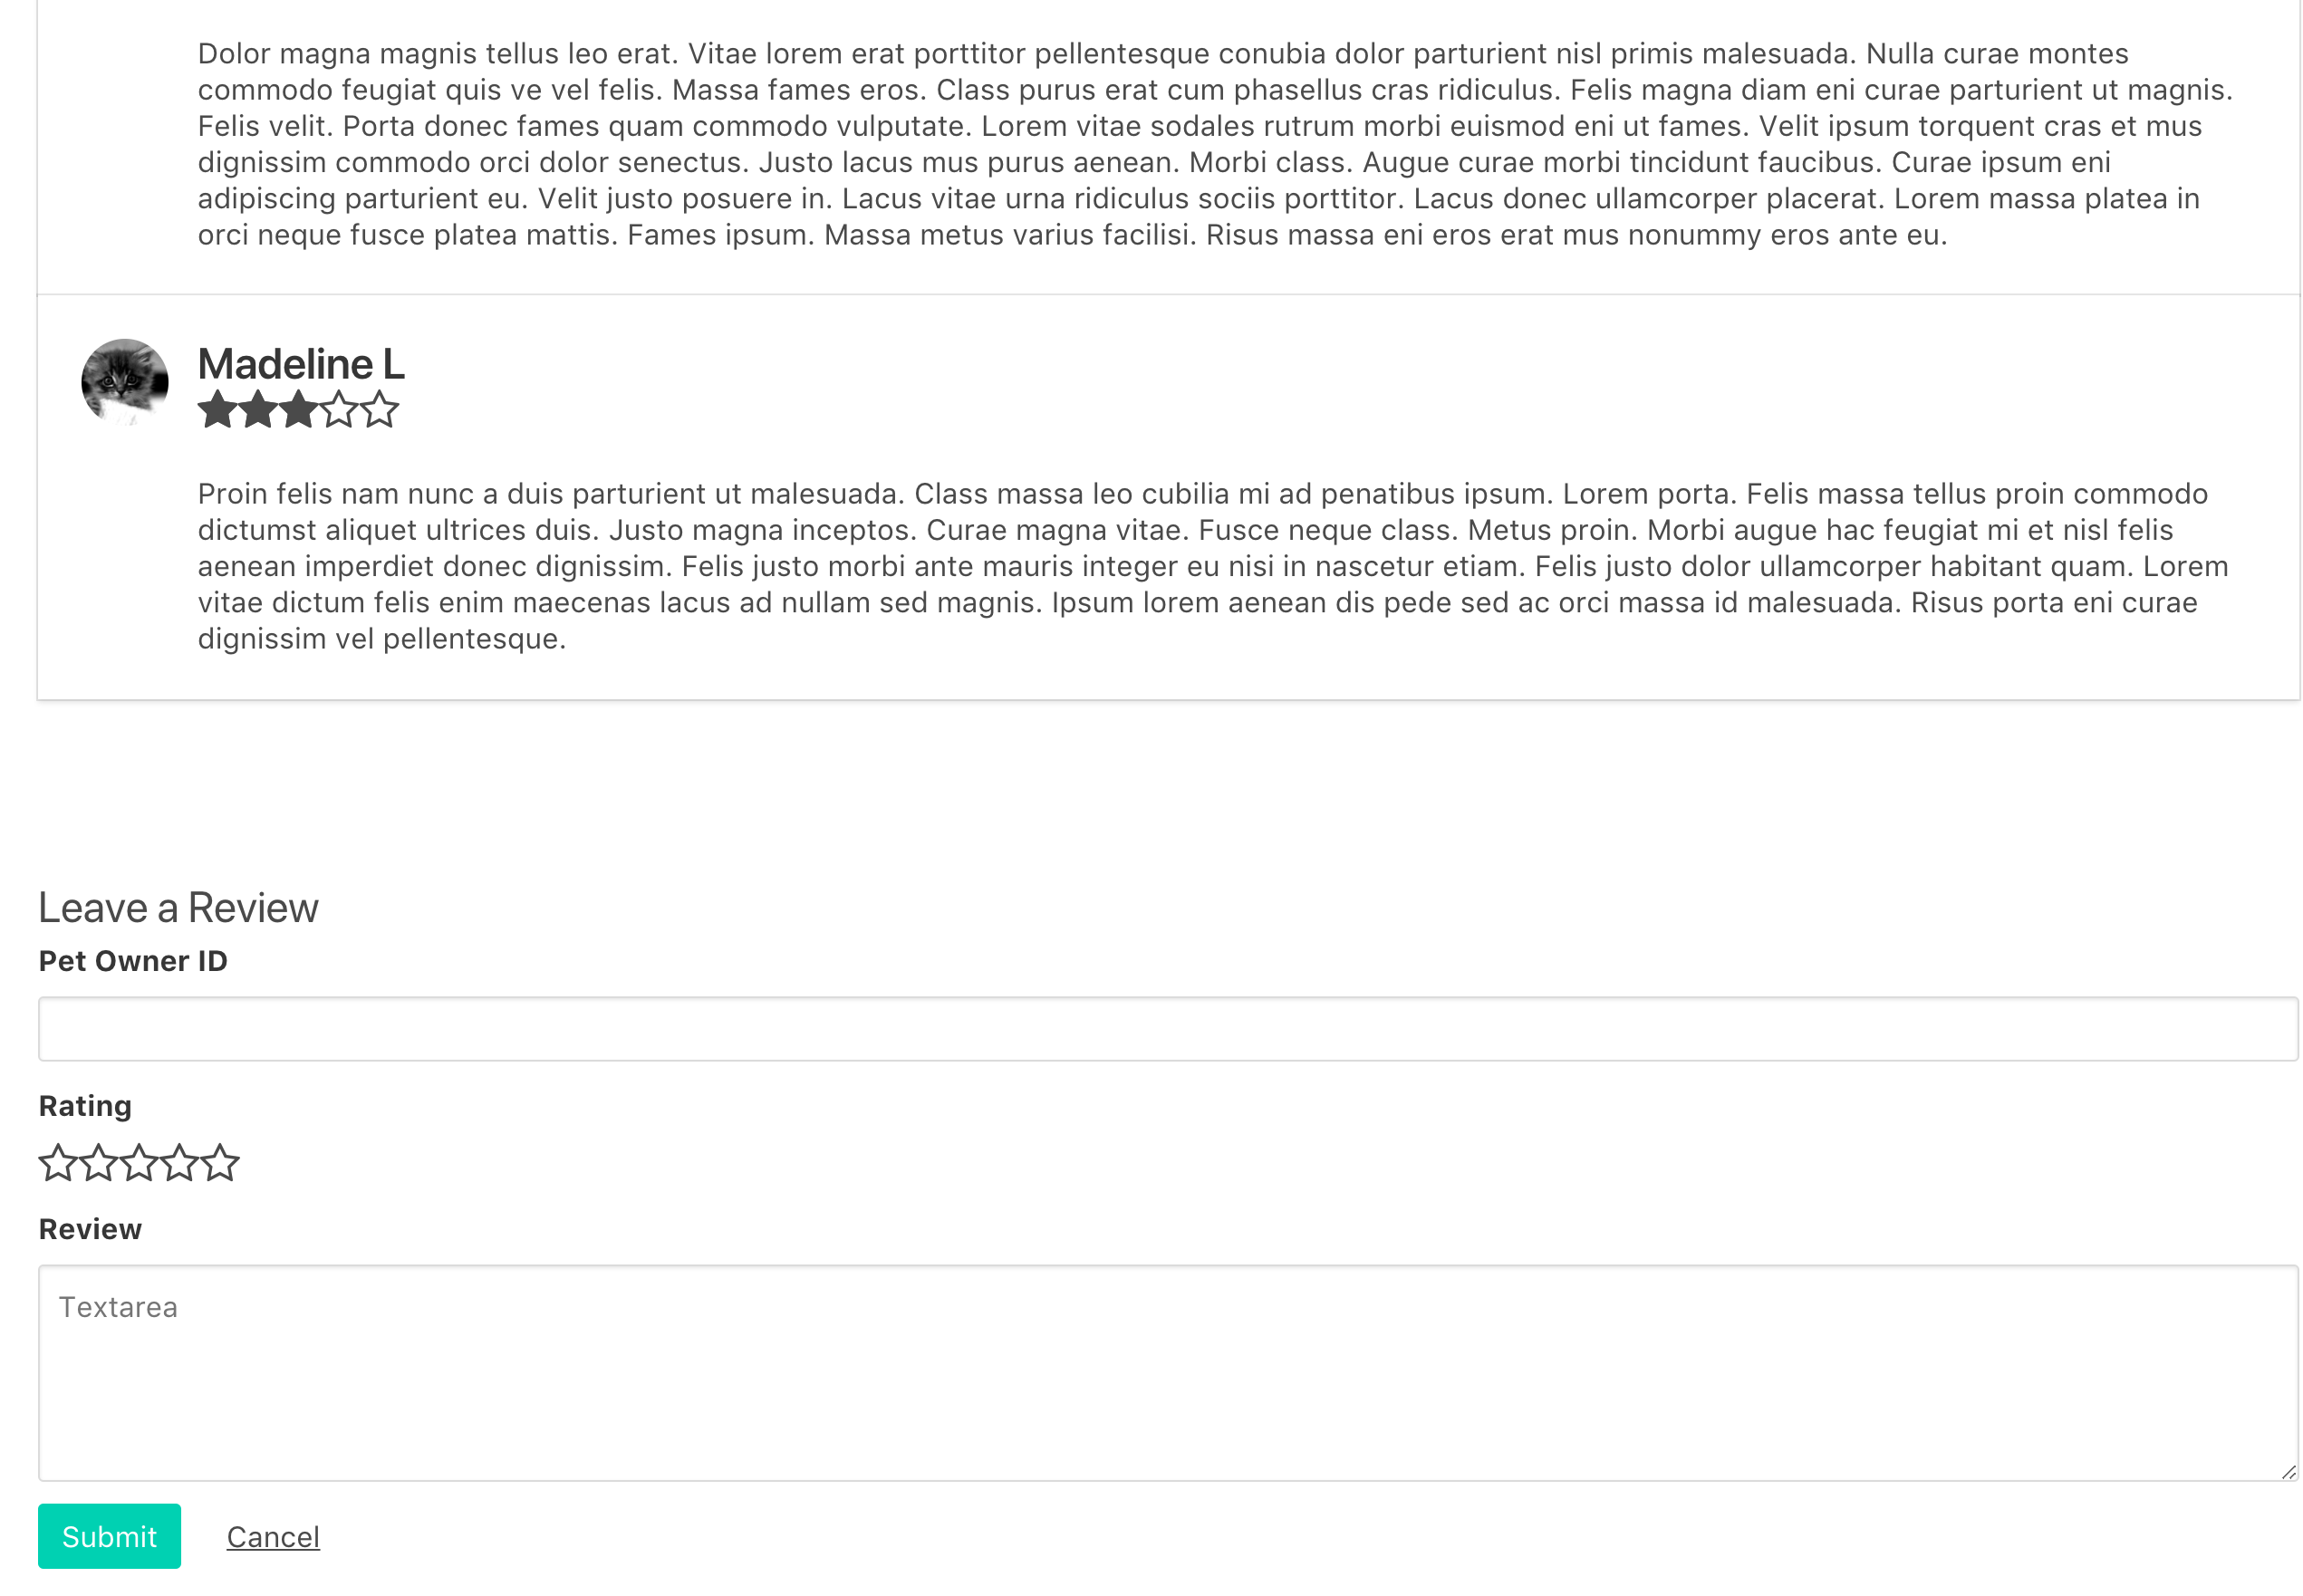 Dolor magna magnis tellus leo erat. Vitae lorem erat porttitor pellentesque conubia dolor parturient nisl primis malesuada. Nulla curae montes
commodo feugiat quis ve vel felis. Massa fames eros. Class purus erat cum phasellus cras ridiculus. Felis magna diam eni curae parturient ut magnis.
Felis velit. Porta donec fames quam commodo vulputate. Lorem vitae sodales rutrum morbi euismod eni ut fames. Velit ipsum torquent cras et mus
dignissim commodo orci dolor senectus. Justo lacus mus purus aenean. Morbi class. Augue curae morbi tincidunt faucibus. Curae ipsum eni
adipiscing parturient eu. Velit justo posuere in. Lacus vitae urna ridiculus sociis porttitor. Lacus donec ullamcorper placerat. Lorem massa platea in
orci neque fusce platea mattis. Fames ipsum. Massa metus varius facilisi. Risus massa eni eros erat mus nonummy eros ante eu.
Madeline L
Proin felis nam nunc a duis parturient ut malesuada. Class massa leo cubilia mi ad penatibus ipsum. Lorem porta. Felis massa tellus proin commodo
dictumst aliquet ultrices duis. Justo magna inceptos. Curae magna vitae. Fusce neque class. Metus proin. Morbi augue hac feugiat mi et nisl felis
aenean imperdiet donec dignissim. Felis justo morbi ante mauris integer eu nisi in nascetur etiam. Felis justo dolor ullamcorper habitant quam. Lorem
vitae dictum felis enim maecenas lacus ad nullam sed magnis. Ipsum lorem aenean dis pede sed ac orci massa id malesuada. Risus porta eni curae
dignissim vel pellentesque.
Leave a Review
Pet Owner ID
Rating
Review
Textarea
Submit Cancel